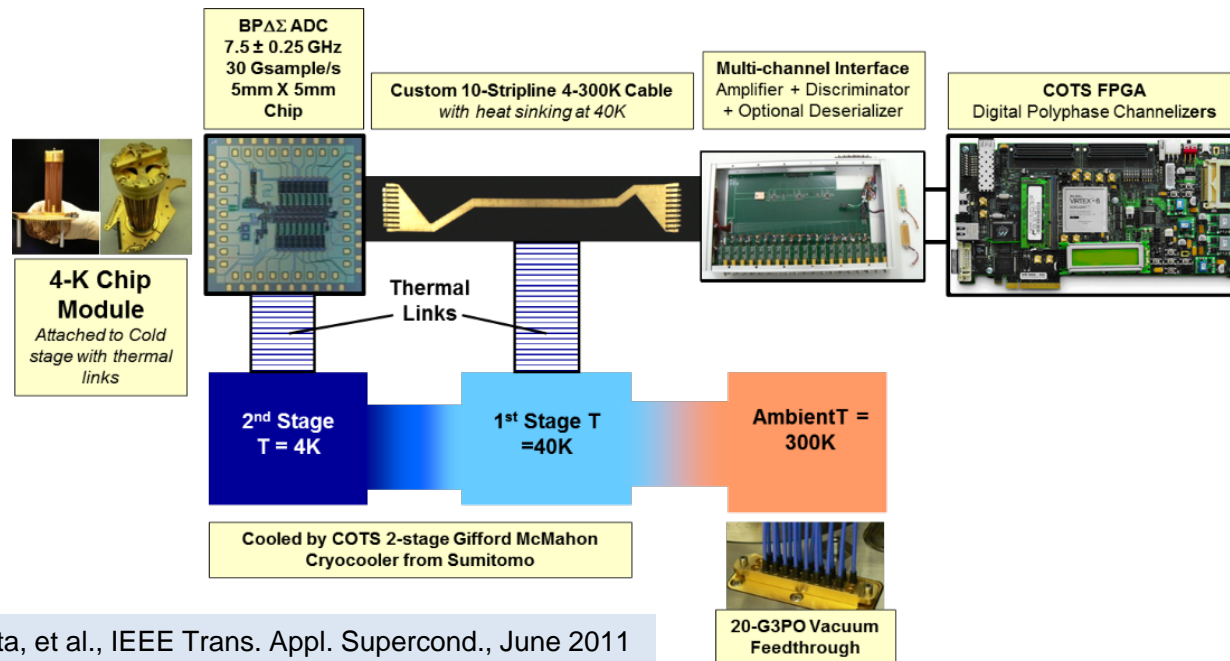 BPΔΣ ADC
7.5 ± 0.25 GHz
30 Gsample/s
5mm X 5mm
Chip
Custom 10-Stripline 4-300K Cable
with heat sinking at 40K
Multi-channel Interface
Amplifier + Discriminator
+ Optional Deserializer
COTS FPGA
Digital Polyphase Channelizers
VIRTEX-6
4-K Chip
Module
Attached to Cold
stage with thermal
links
Thermal
Links
2nd Stage
T = 4K
1st Stage T
=40K
AmbientT =
300K
Cooled by COTS 2-stage Gifford McMahon
Cryocooler from Sumitomo
20-G3PO Vacuum
Feedthrough
ta, et al., IEEE Trans. Appl. Supercond., June 2011